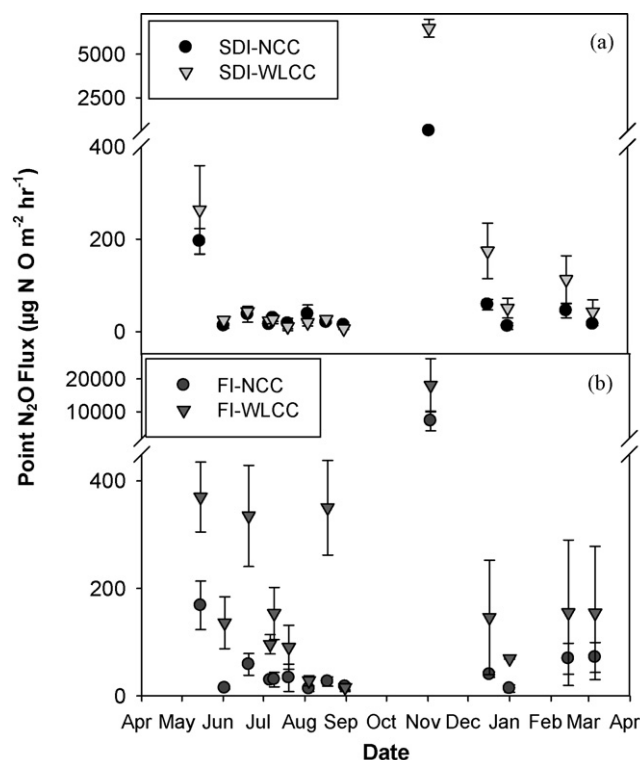 (a)
SDI-NCC
SDI-WLCC
5000
2500
400
200
0
(b)
FI-NCC
FI-WLCC
20000
10000
400
200
0
Point N₂O Flux (µg N O m⁻² hr⁻¹)
Apr May Jun Jul Aug Sep Oct Nov Dec Jan Feb Mar Apr
Date